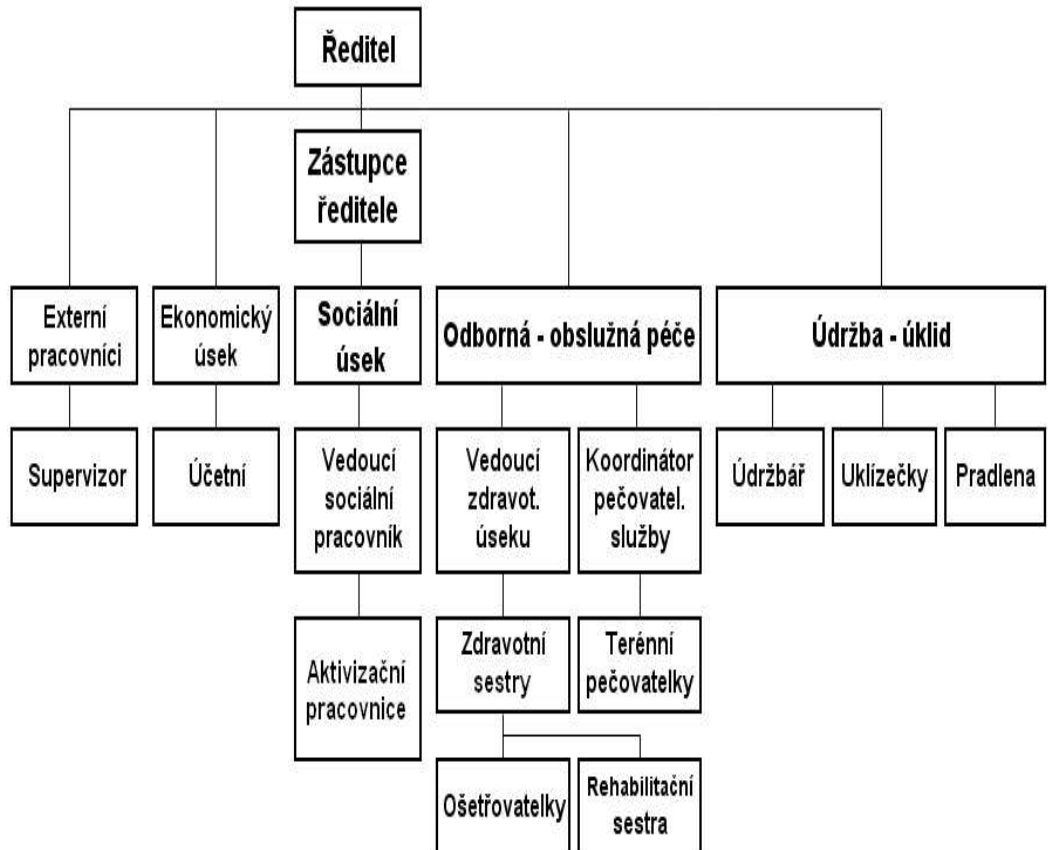 Ředitel
Zástupce
ředitele
Externí
pracovníci
Ekonomický
úsek
Sociální
úsek
Odborná - obslužná péče
Údržba - úklid
Supervizor
Účetní
Vedoucí
sociální
pracovník
Vedoucí
zdravot.
úseku
Koordinátor
pečovatel.
služby
Údržbář
Uklízečky
Pradlena
Aktivizační
pracovnice
Zdravotní
sestry
Terénní
pečovatelky
Ošetřovatelky
Rehabilitační
sestra